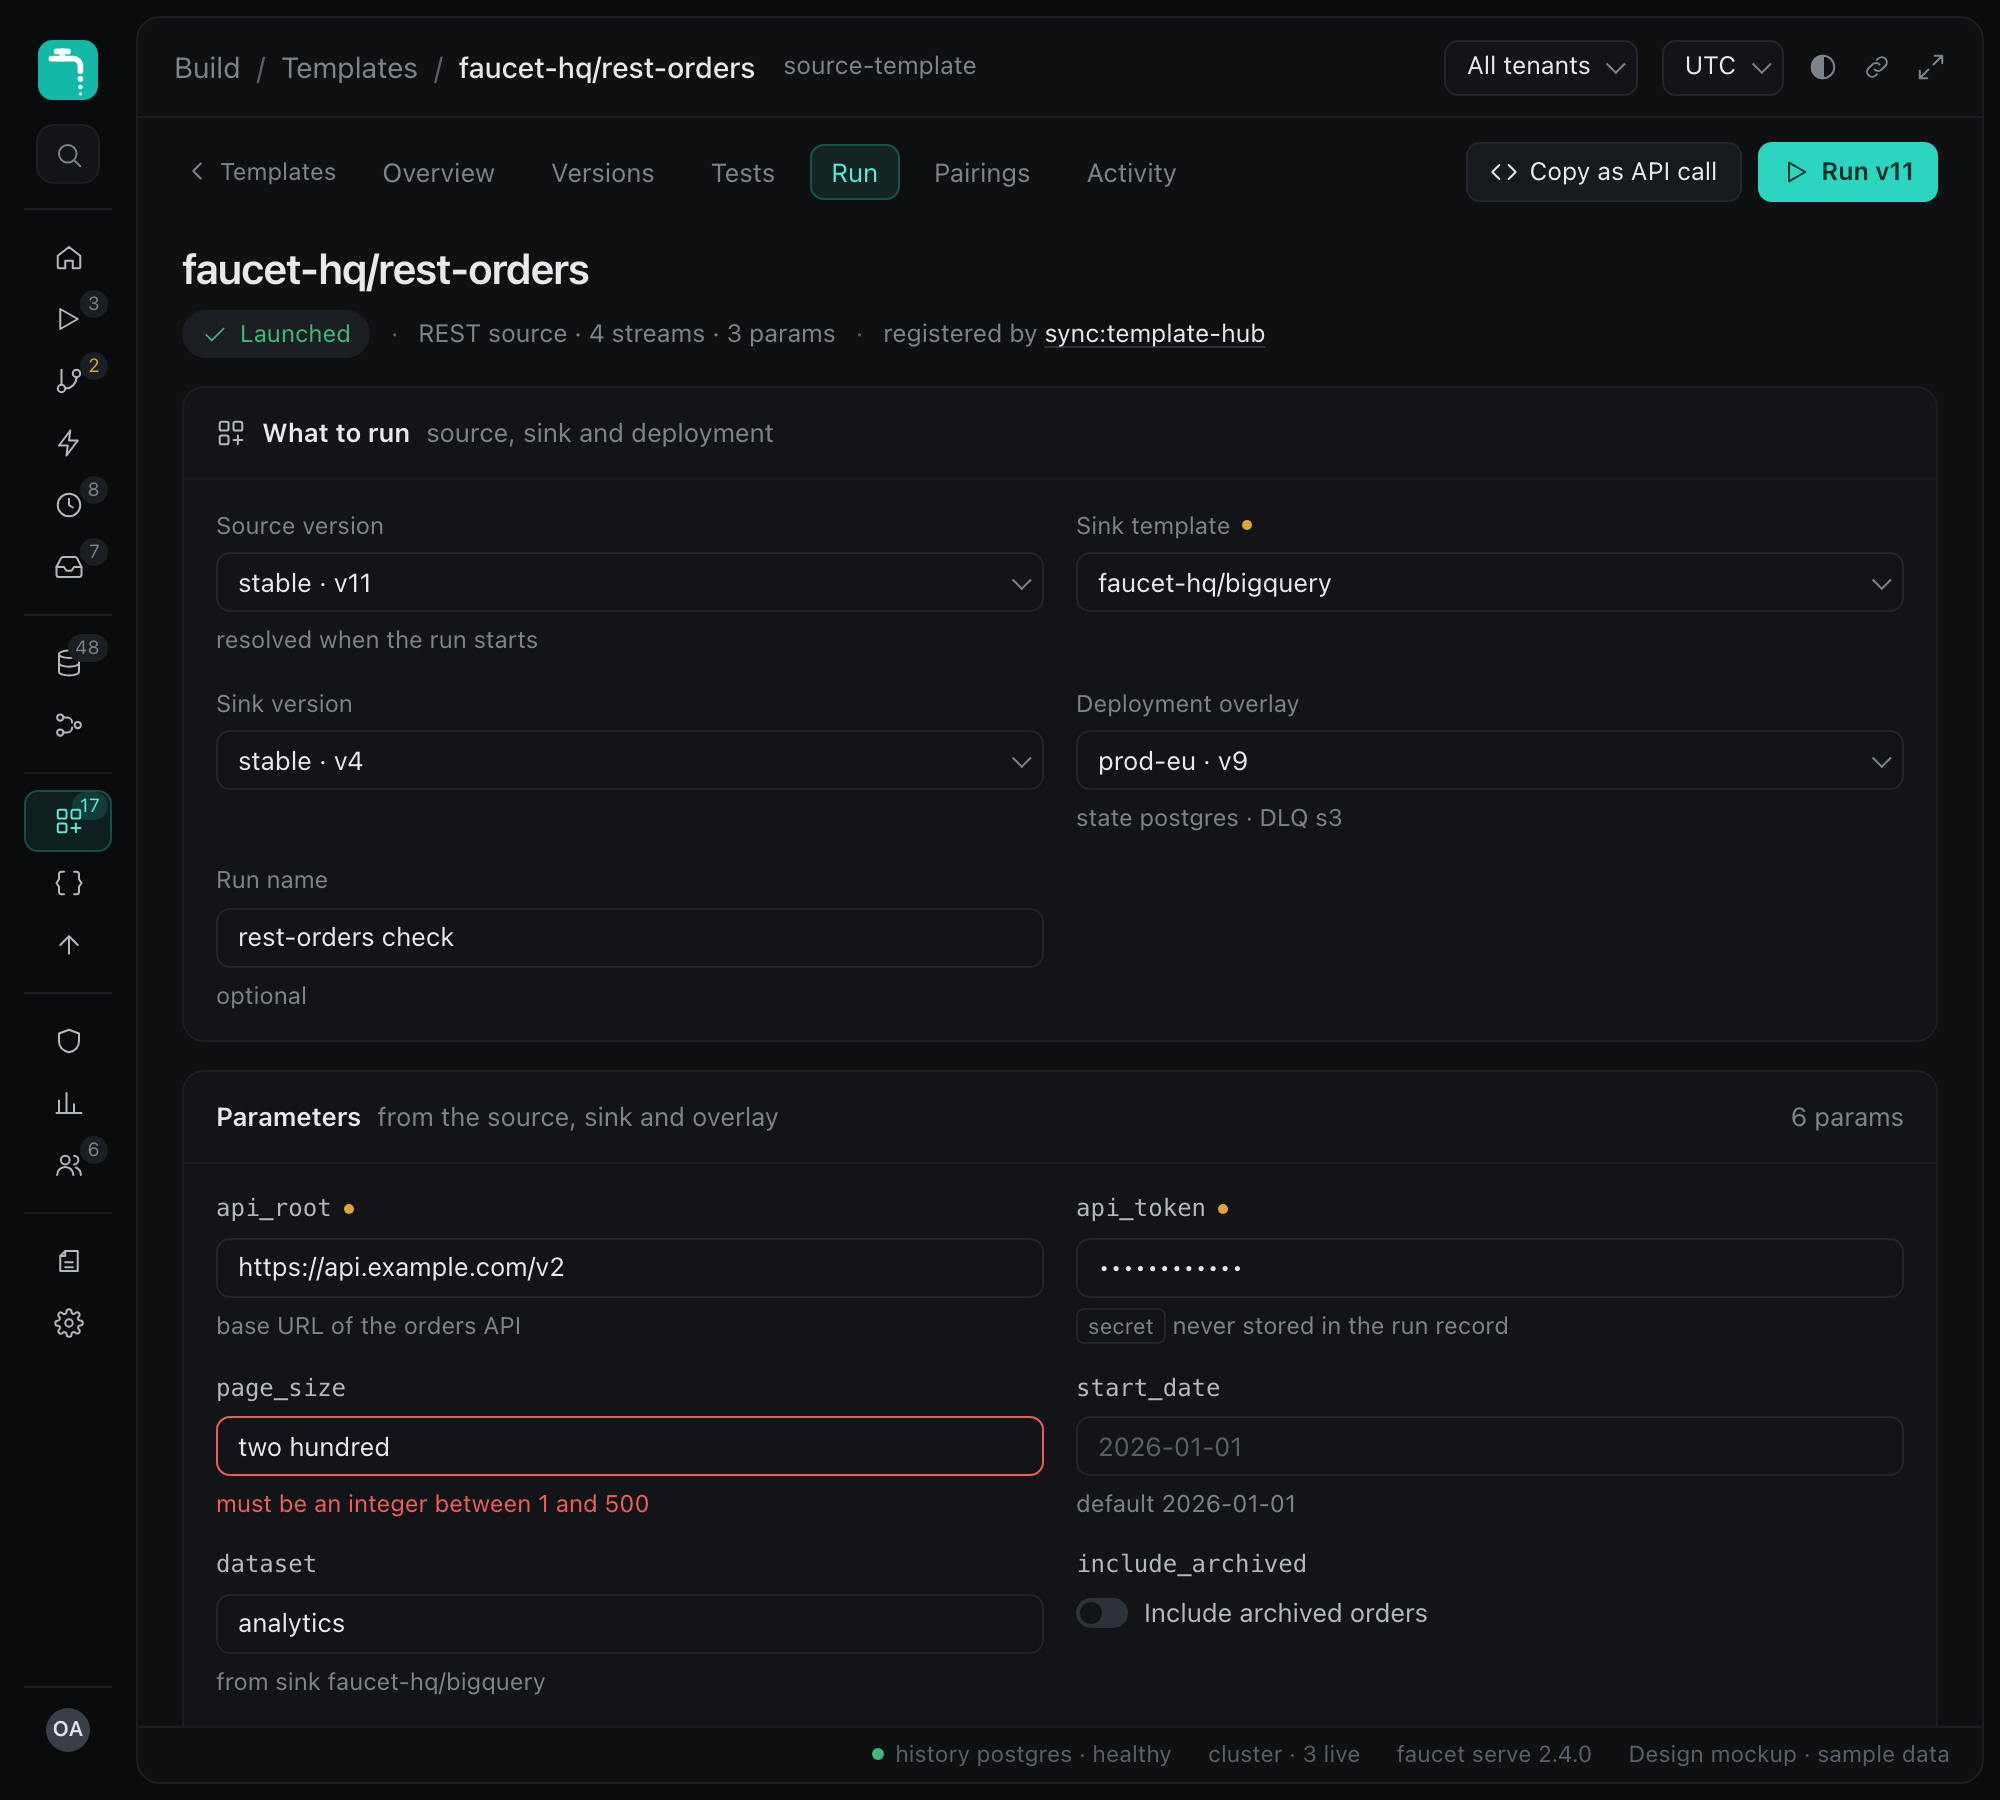 Build / Templates / faucet-hq/rest-orders source-template
All tenants UTC
Templates Overview Versions Tests Run Pairings Activity
Copy as API call Run v11
faucet-hq/rest-orders
Launched · REST source · 4 streams · 3 params · registered by sync:template-hub
3
2
8
7
48
17
6
OA
What to run source, sink and deployment
Source version
stable · v11
resolved when the run starts
Sink template
faucet-hq/bigquery
Sink version
stable · v4
Deployment overlay
prod-eu · v9
state postgres · DLQ s3
Run name
rest-orders check
optional
Parameters from the source, sink and overlay 6 params
api_root
https://api.example.com/v2
base URL of the orders API
api_token
••••••••••••
secret never stored in the run record
page_size
two hundred
must be an integer between 1 and 500
start_date
2026-01-01
default 2026-01-01
dataset
analytics
from sink faucet-hq/bigquery
include_archived
Include archived orders
history postgres · healthy cluster · 3 live faucet serve 2.4.0 Design mockup · sample data